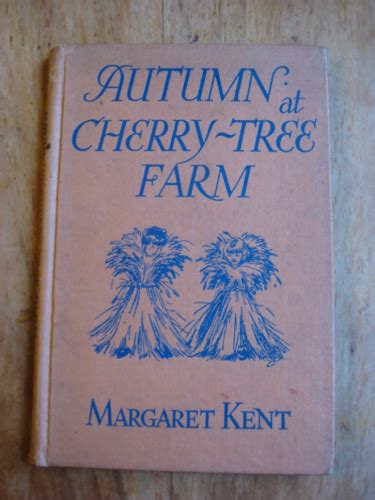 AUTUMN at
CHERRY~TREE
FARM
MARGARET KENT